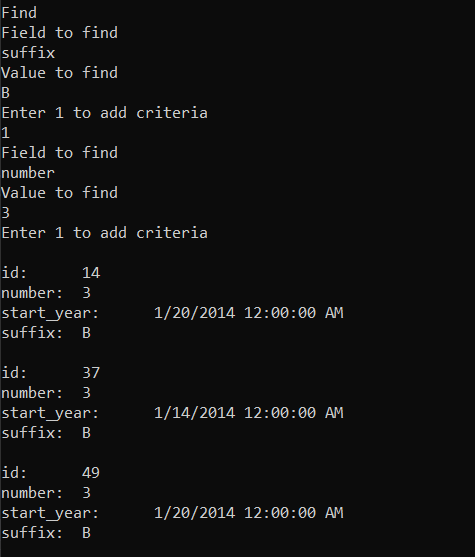 Find
Field to find
suffix
Value to find
B
Enter 1 to add criteria
1
Field to find
number
Value to find
3
Enter 1 to add criteria
id: 14
number: 3
start_year: 1/20/2014 12:00:00 AM
suffix: B
id: 37
number: 3
start_year: 1/14/2014 12:00:00 AM
suffix: B
id: 49
number: 3
start_year: 1/20/2014 12:00:00 AM
suffix: B